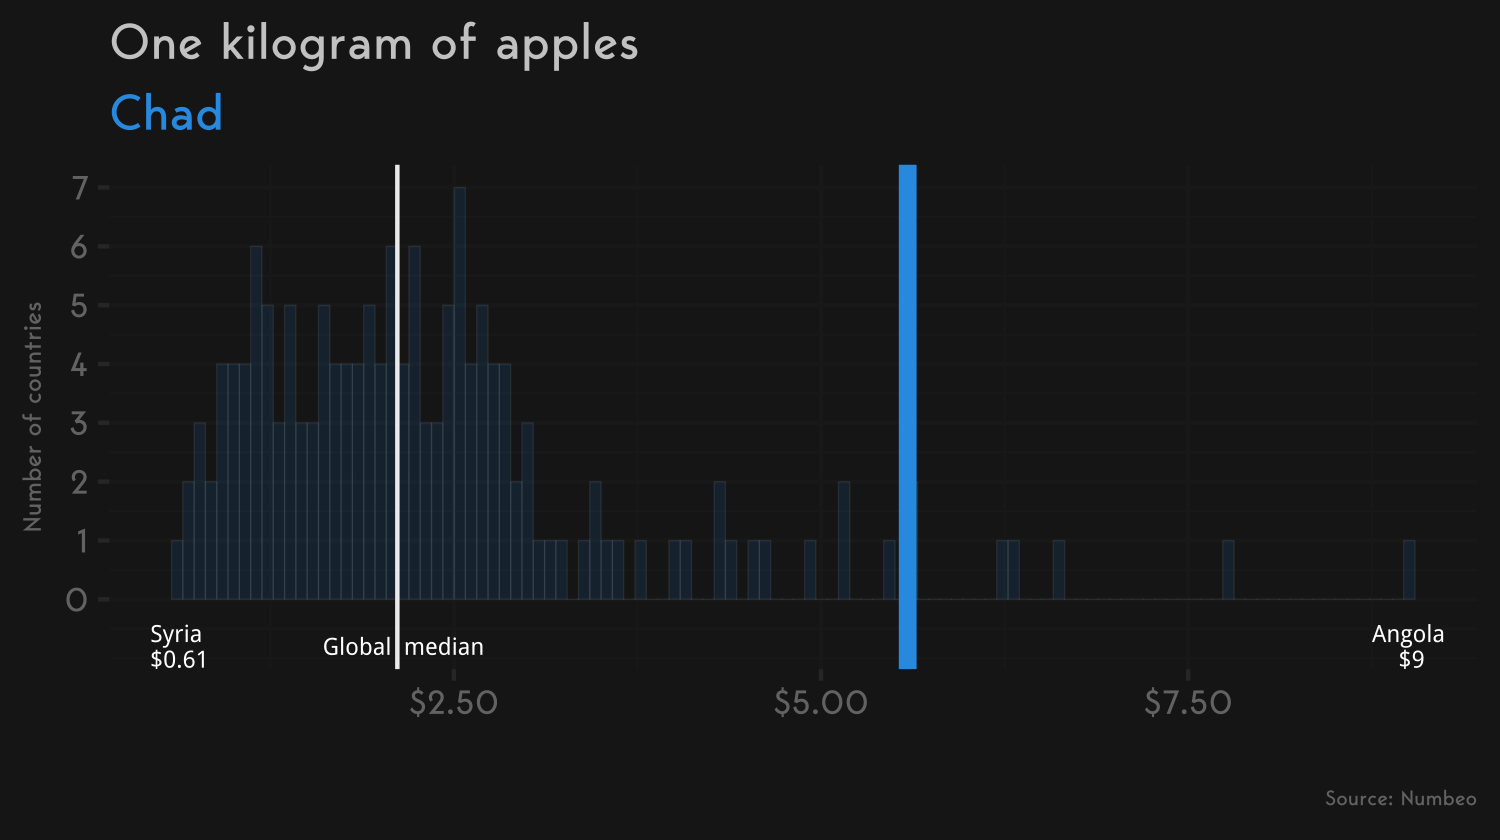 One kilogram of apples
Chad
Number of countries
7
6
5
4
3
2
1
0
Syria
$0.61
Global median
Angola
$9
$2.50
$5.00
$7.50
Source: Numbeo